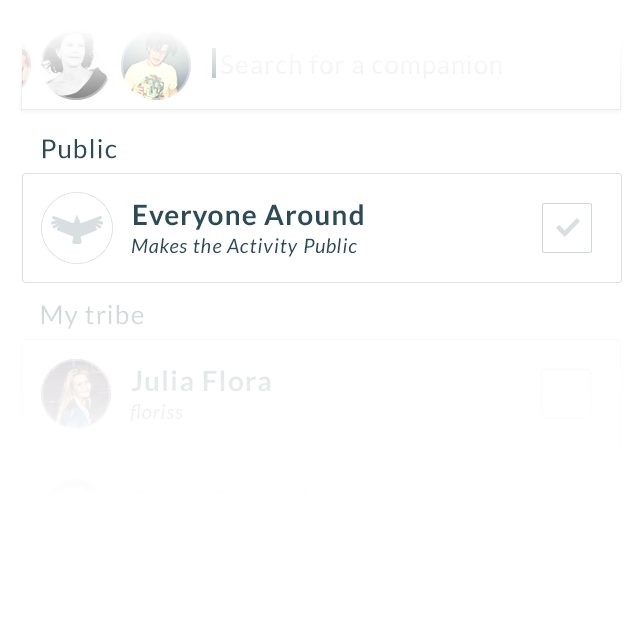 Search for a companion
Public
Everyone Around
Makes the Activity Public
My tribe
Julia Flora
floriss